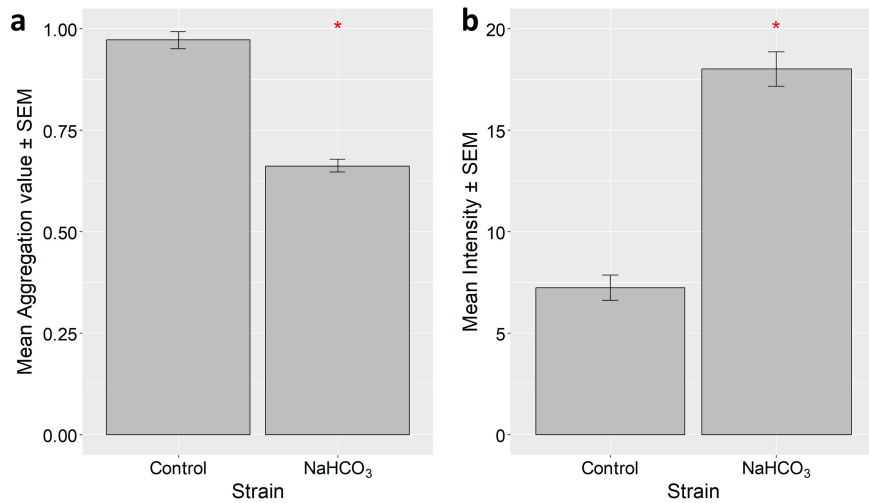 a
Mean Aggregation value ± SEM
1.00
0.75
0.50
0.25
0.00
*
Control
NaHCO₃
Strain
b
Mean Intensity ± SEM
20
15
10
5
0
*
Control
NaHCO₃
Strain